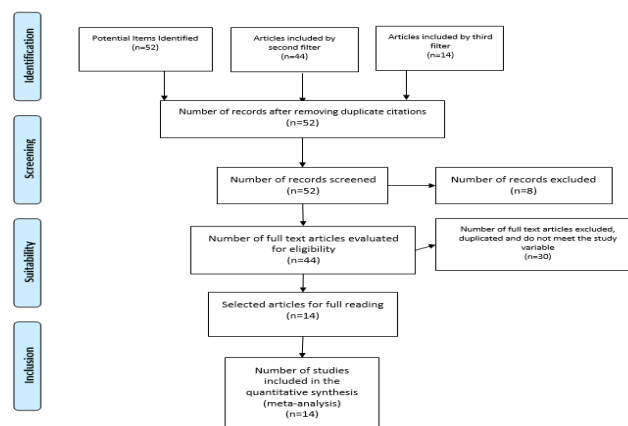 Identification
Potential Items Identified
(n=52)
Articles included by
second filter
(n=44)
Articles included by third
filter
(n=14)
Number of records after removing duplicate citations
(n=52)
Screening
Number of records screened
(n=52)
Number of records excluded
(n=8)
Suitability
Number of full text articles evaluated
for eligibility
(n=44)
Number of full text articles excluded,
duplicated and do not meet the study
variable
(n=30)
Selected articles for full reading
(n=14)
Inclusion
Number of studies
included in the
quantitative synthesis
(meta-analysis)
(n=14)